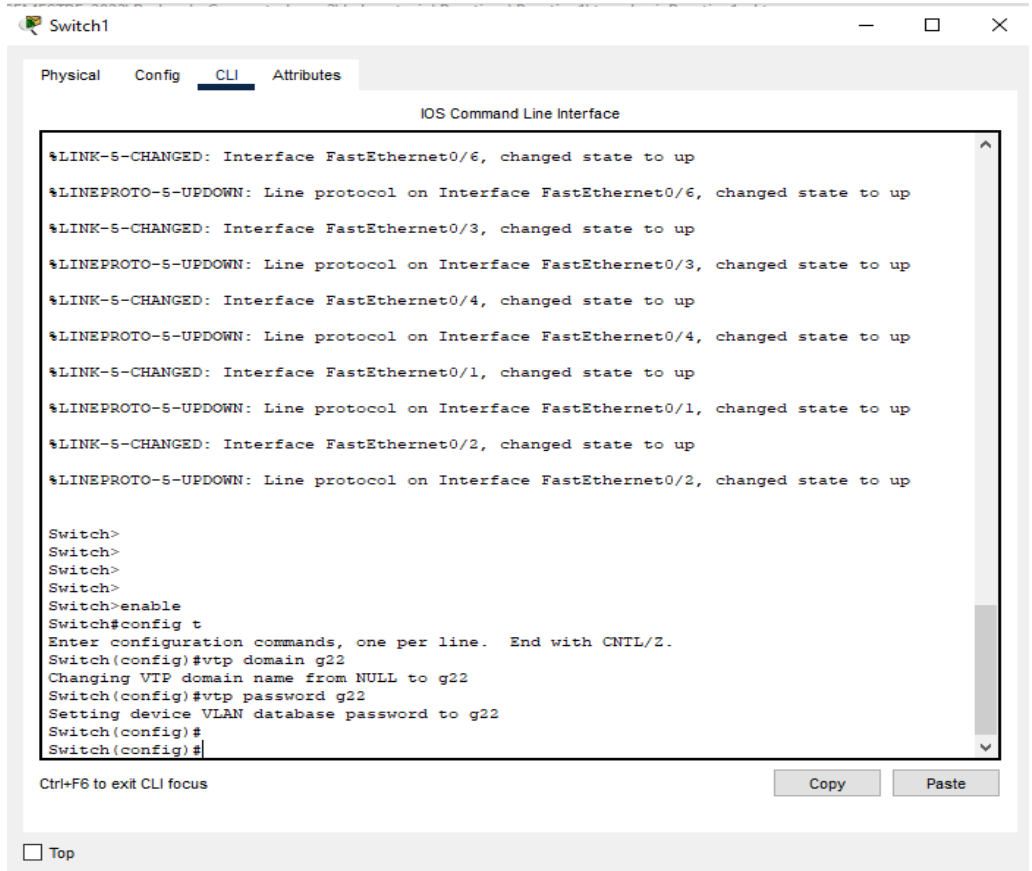 Switch1
Physical Config CLI Attributes
IOS Command Line Interface
%LINK-5-CHANGED: Interface FastEthernet0/6, changed state to up
%LINEPROTO-5-UPDOWN: Line protocol on Interface FastEthernet0/6, changed state to up
%LINK-5-CHANGED: Interface FastEthernet0/3, changed state to up
%LINEPROTO-5-UPDOWN: Line protocol on Interface FastEthernet0/3, changed state to up
%LINK-5-CHANGED: Interface FastEthernet0/4, changed state to up
%LINEPROTO-5-UPDOWN: Line protocol on Interface FastEthernet0/4, changed state to up
%LINK-5-CHANGED: Interface FastEthernet0/1, changed state to up
%LINEPROTO-5-UPDOWN: Line protocol on Interface FastEthernet0/1, changed state to up
%LINK-5-CHANGED: Interface FastEthernet0/2, changed state to up
%LINEPROTO-5-UPDOWN: Line protocol on Interface FastEthernet0/2, changed state to up
Switch>
Switch>
Switch>
Switch>
Switch>enable
Switch#config t
Enter configuration commands, one per line.  End with CNTL/Z.
Switch(config)#vtp domain g22
Changing VTP domain name from NULL to g22
Switch(config)#vtp password g22
Setting device VLAN database password to g22
Switch(config)#
Switch(config)#
Ctrl+F6 to exit CLI focus
Copy Paste
Top